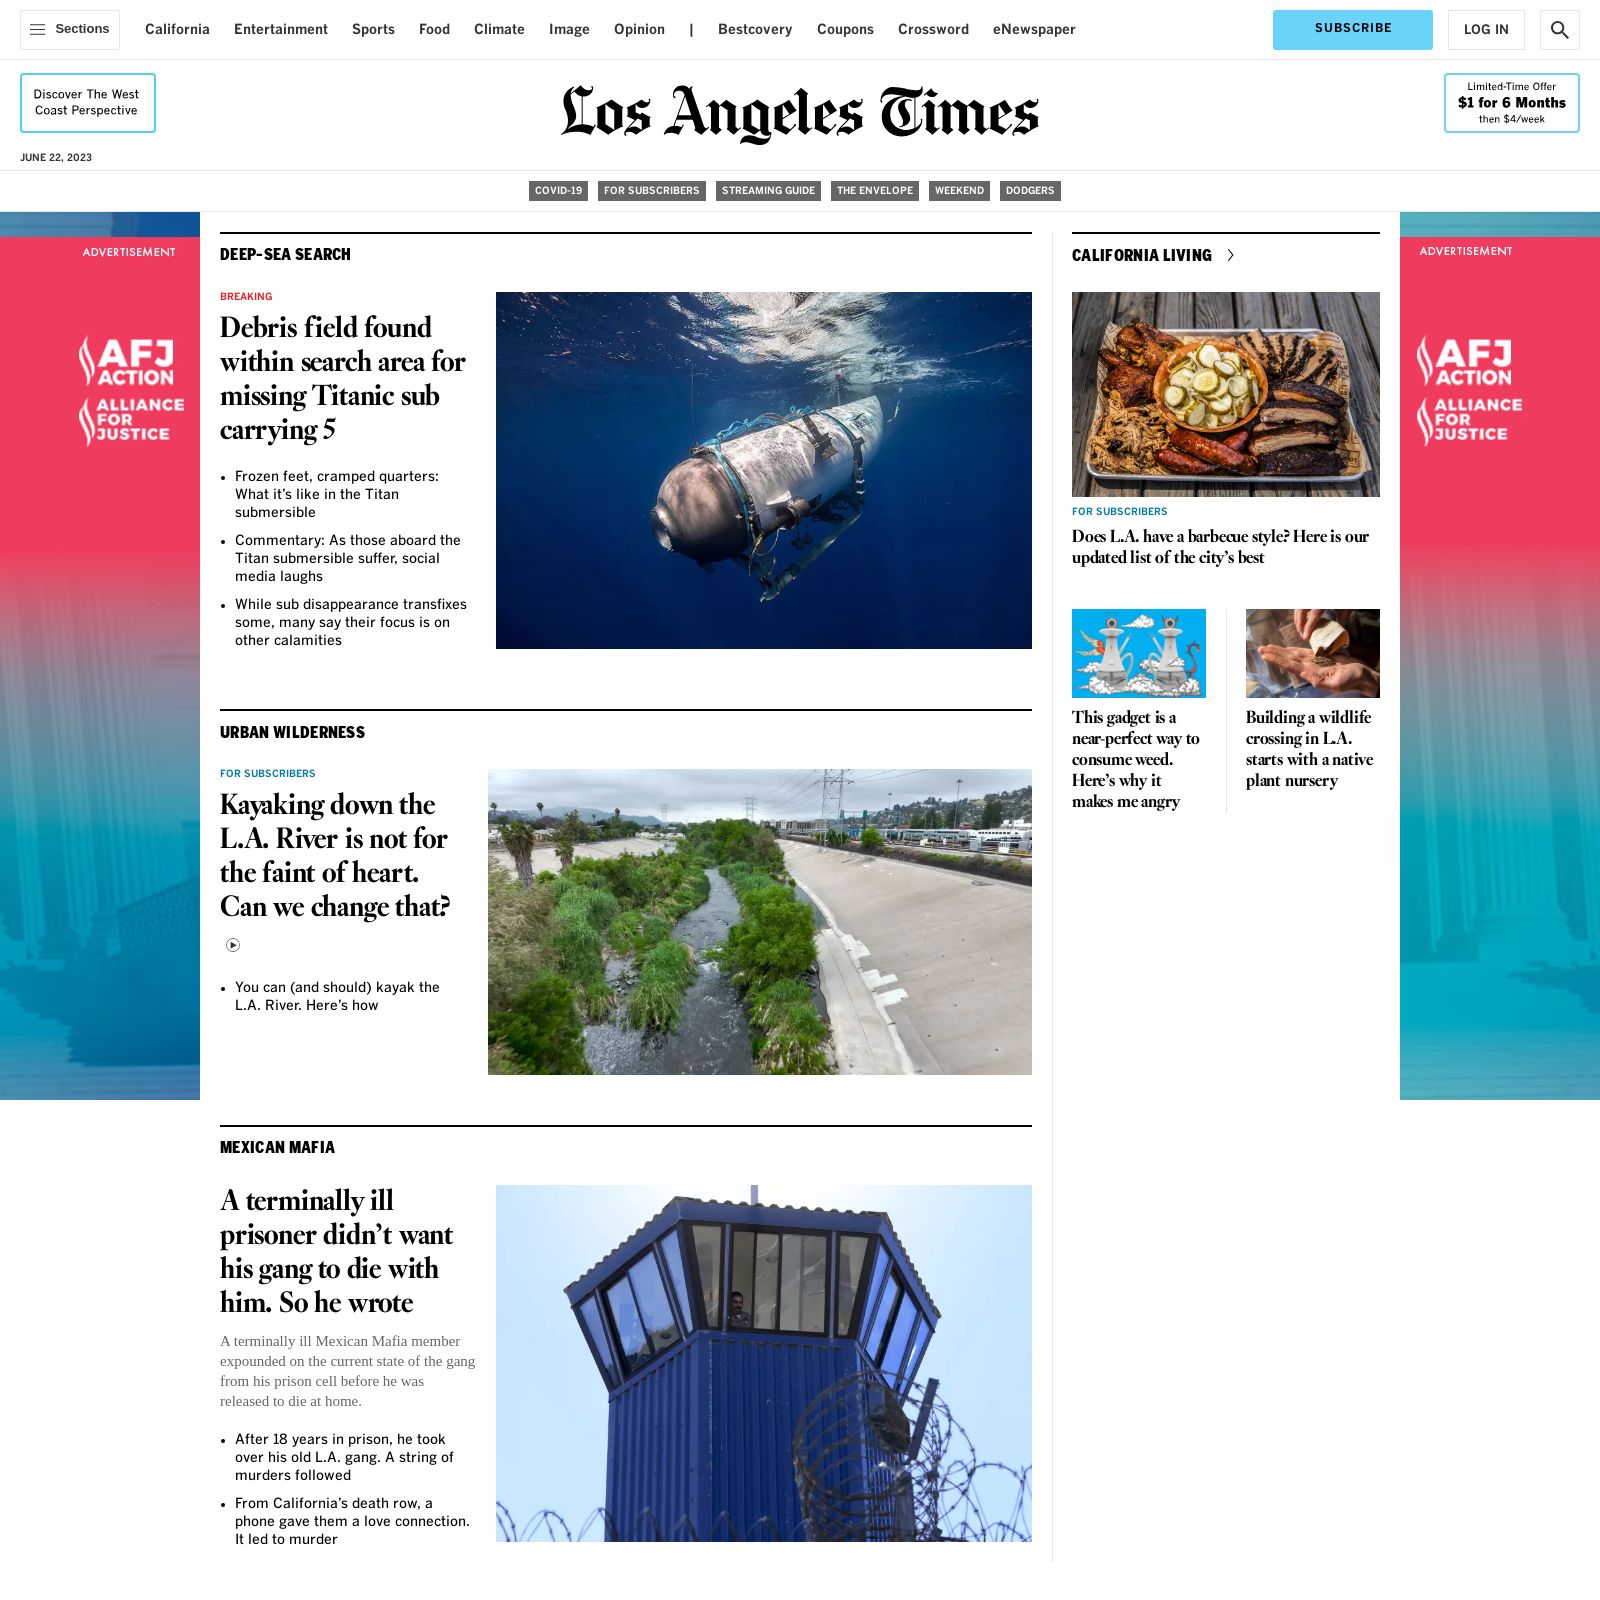 Sections
California
Entertainment
Sports
Food
Climate
Image
Opinion
|
Bestcovery
Coupons
Crossword
eNewspaper
SUBSCRIBE
LOG IN
Discover The West
Coast Perspective
Los Angeles Times
Limited-Time Offer
$1 for 6 Months
then $4/week
JUNE 22, 2023
COVID-19
FOR SUBSCRIBERS
STREAMING GUIDE
THE ENVELOPE
WEEKEND
DODGERS
ADVERTISEMENT
AFJ
ACTION
ALLIANCE
FOR
JUSTICE
DEEP-SEA SEARCH
BREAKING
Debris field found
within search area for
missing Titanic sub
carrying 5
• Frozen feet, cramped quarters:
What it’s like in the Titan
submersible
• Commentary: As those aboard the
Titan submersible suffer, social
media laughs
• While sub disappearance transfixes
some, many say their focus is on
other calamities
URBAN WILDERNESS
FOR SUBSCRIBERS
Kayaking down the
L.A. River is not for
the faint of heart.
Can we change that?
• You can (and should) kayak the
L.A. River. Here’s how
MEXICAN MAFIA
A terminally ill
prisoner didn’t want
his gang to die with
him. So he wrote
A terminally ill Mexican Mafia member
expounded on the current state of the gang
from his prison cell before he was
released to die at home.
• After 18 years in prison, he took
over his old L.A. gang. A string of
murders followed
• From California’s death row, a
phone gave them a love connection.
It led to murder
CALIFORNIA LIVING
FOR SUBSCRIBERS
Does L.A. have a barbecue style? Here is our
updated list of the city’s best
This gadget is a
near-perfect way to
consume weed.
Here’s why it
makes me angry
Building a wildlife
crossing in L.A.
starts with a native
plant nursery
ADVERTISEMENT
AFJ
ACTION
ALLIANCE
FOR
JUSTICE